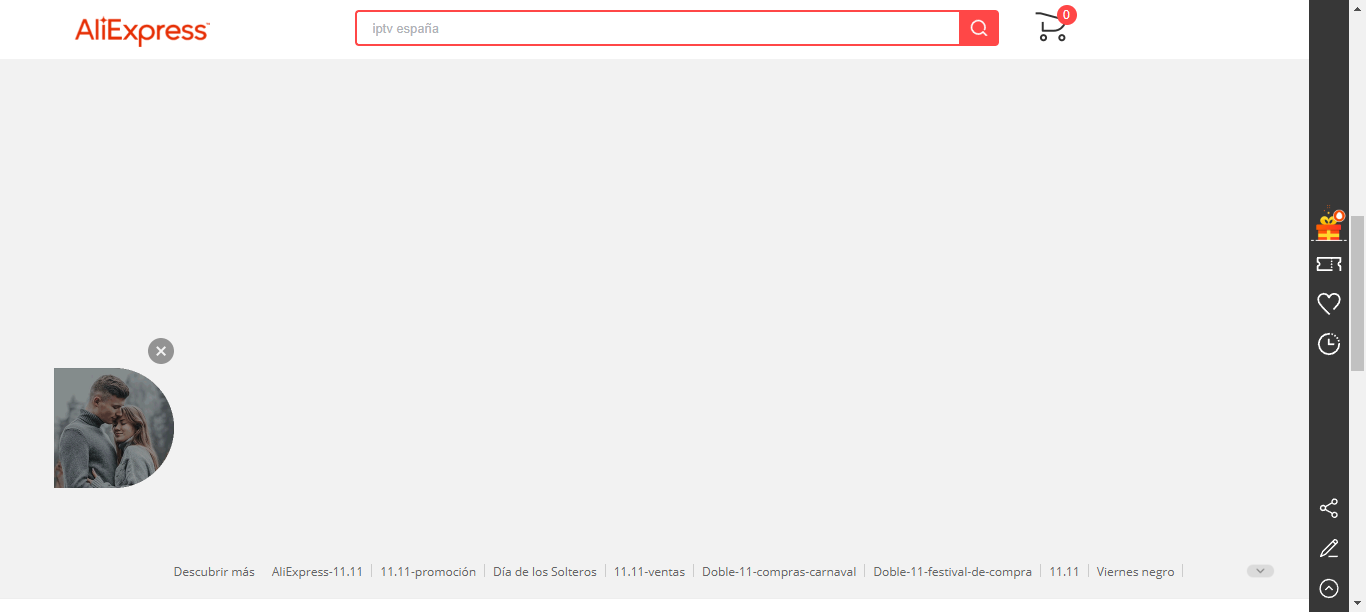 AliExpress
iptv españa
0
Descubrir más AliExpress-11.11 11.11-promoción Día de los Solteros 11.11-ventas Doble-11-compras-carnaval Doble-11-festival-de-compra 11.11 Viernes negro